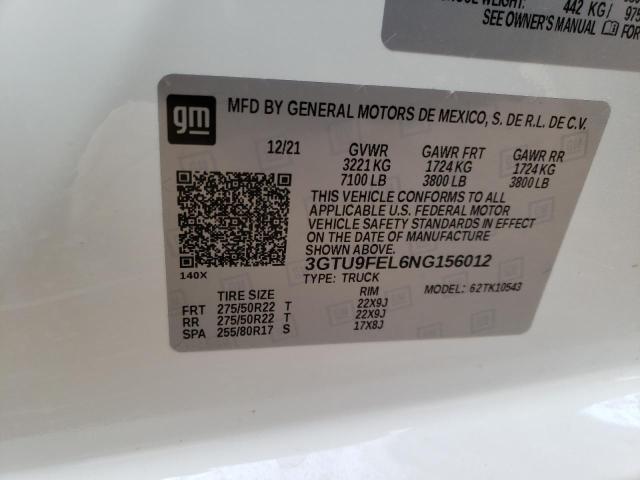 442 KG/
SEE OWNER'S MANUAL FOR
gm
MFD BY GENERAL MOTORS DE MEXICO, S. DE R.L. DE C.V.
12/21 GVWR GAWR FRT GAWR RR
3221 KG 1724 KG 1724 KG
7100 LB 3800 LB 3800 LB
THIS VEHICLE CONFORMS TO ALL
APPLICABLE U.S. FEDERAL MOTOR
VEHICLE SAFETY STANDARDS IN EFFECT
ON THE DATE OF MANUFACTURE
SHOWN ABOVE.
3GTU9FEL6NG156012
140X
TYPE: TRUCK MODEL: 62TK10543
TIRE SIZE RIM
FRT 275/50R22 T 22X9J
RR 275/50R22 T 22X9J
SPA 255/80R17 S 17X8J